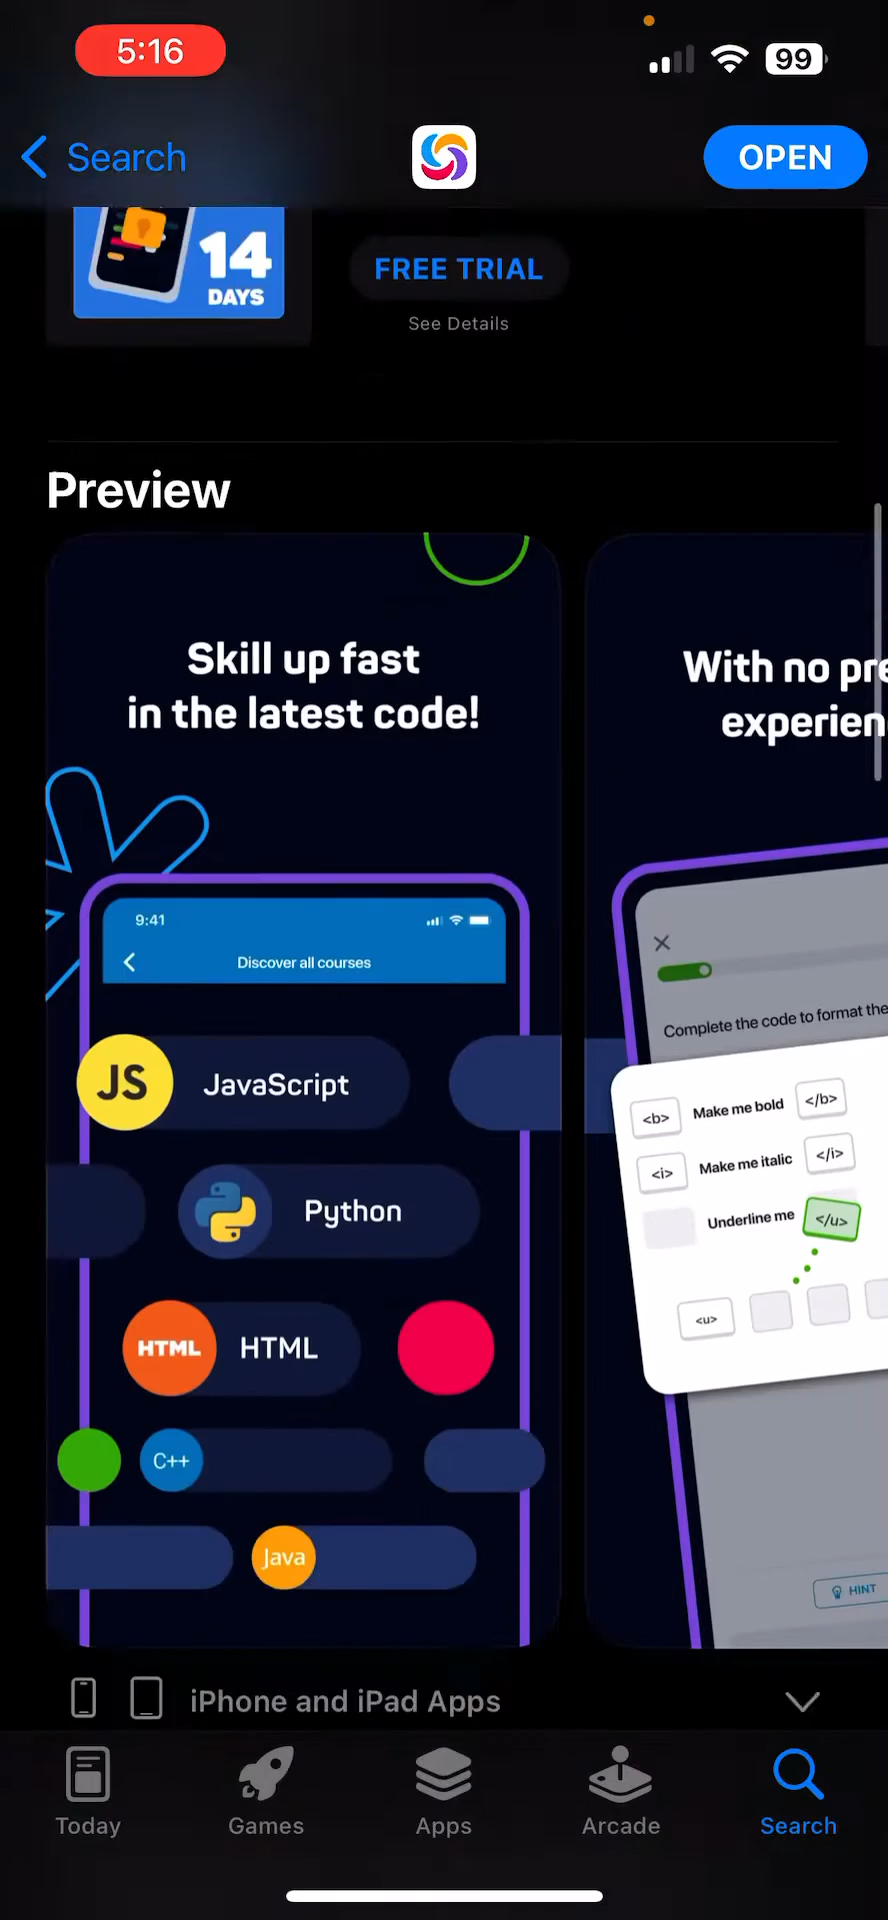 5:16
99
Search
OPEN
14
DAYS
FREE TRIAL
See Details
Preview
Skill up fast
in the latest code!
9:41
Discover all courses
JS JavaScript
Python
HTML HTML
C++
Java
With no pre
experien
Complete the code to format the
<b> Make me bold </b>
<i> Make me italic </i>
Underline me </u>
<u>
HINT
iPhone and iPad Apps
Today
Games
Apps
Arcade
Search